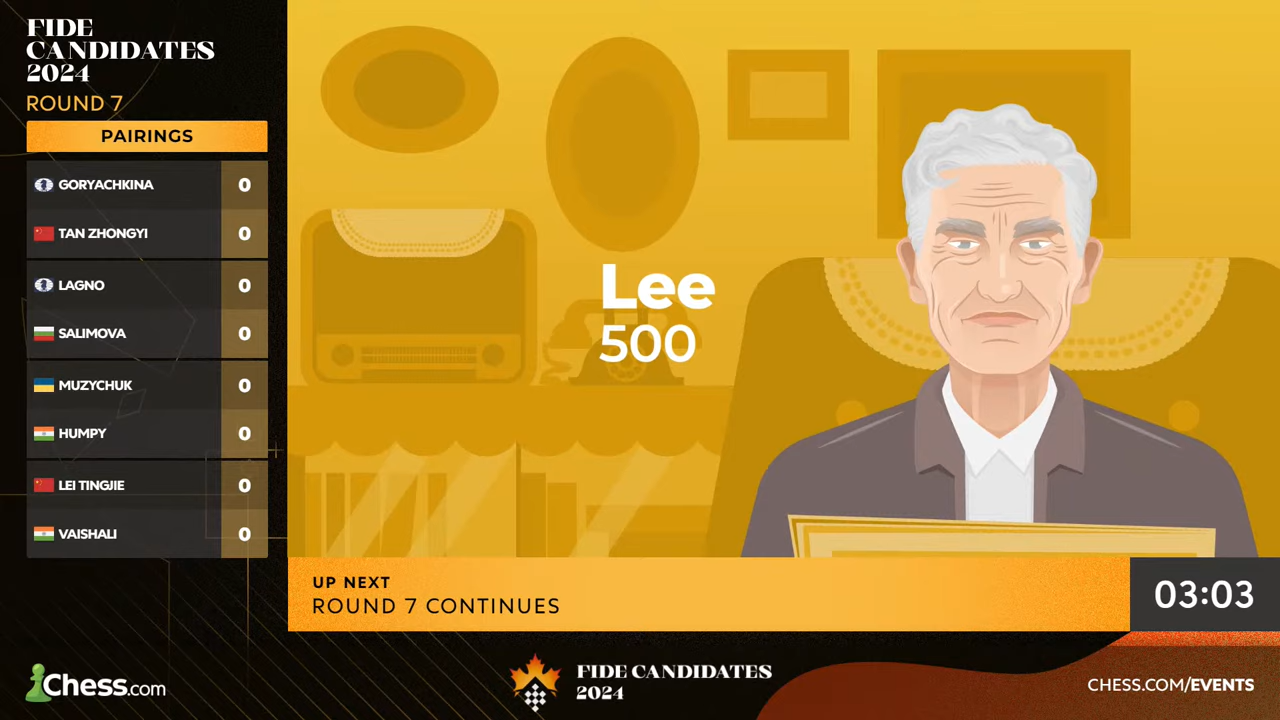 FIDE
CANDIDATES
2024
ROUND 7
PAIRINGS
GORYACHKINA 0
TAN ZHONGYI 0
LAGNO 0
SALIMOVA 0
MUZYCHUK 0
HUMPY 0
LEI TINGJIE 0
VAISHALI 0
Lee
500
UP NEXT
ROUND 7 CONTINUES
03:03
Chess.com
FIDE CANDIDATES
2024
CHESS.COM/EVENTS